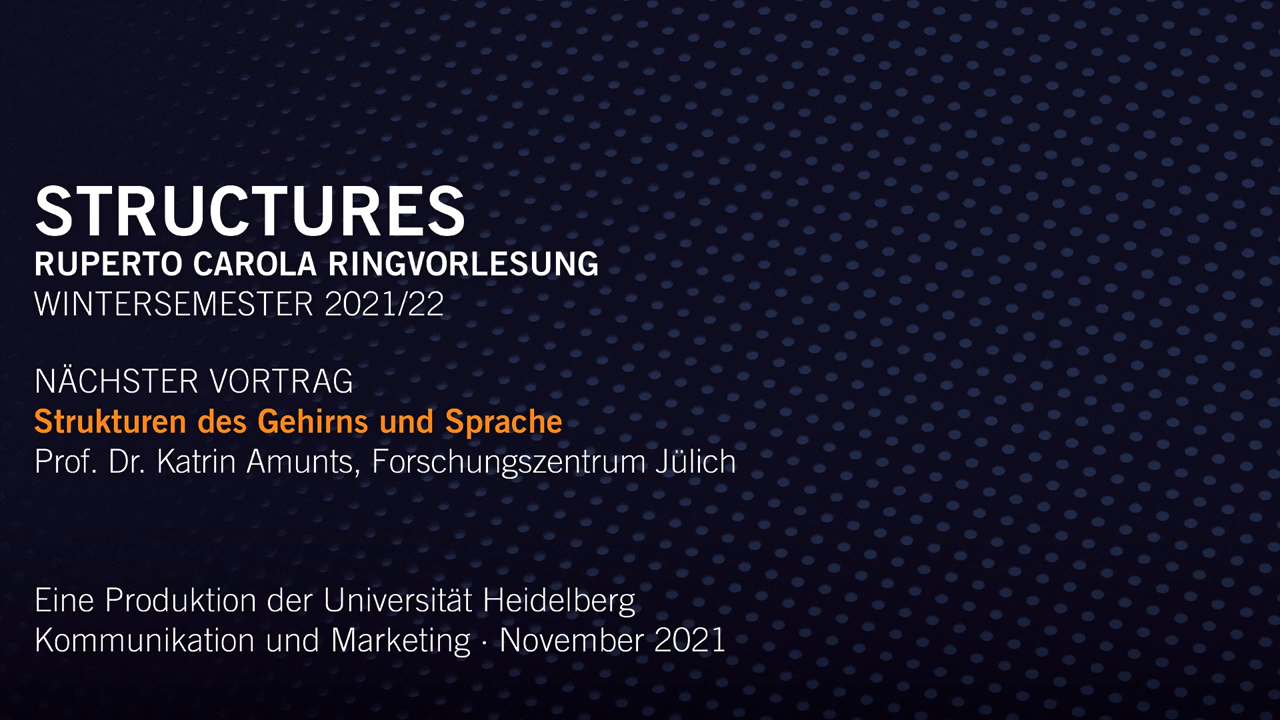 STRUCTURES
RUPERTO CAROLA RINGVORLESUNG
WINTERSEMESTER 2021/22
NÄCHSTER VORTRAG
Strukturen des Gehirns und Sprache
Prof. Dr. Katrin Amunts, Forschungszentrum Jülich
Eine Produktion der Universität Heidelberg
Kommunikation und Marketing · November 2021